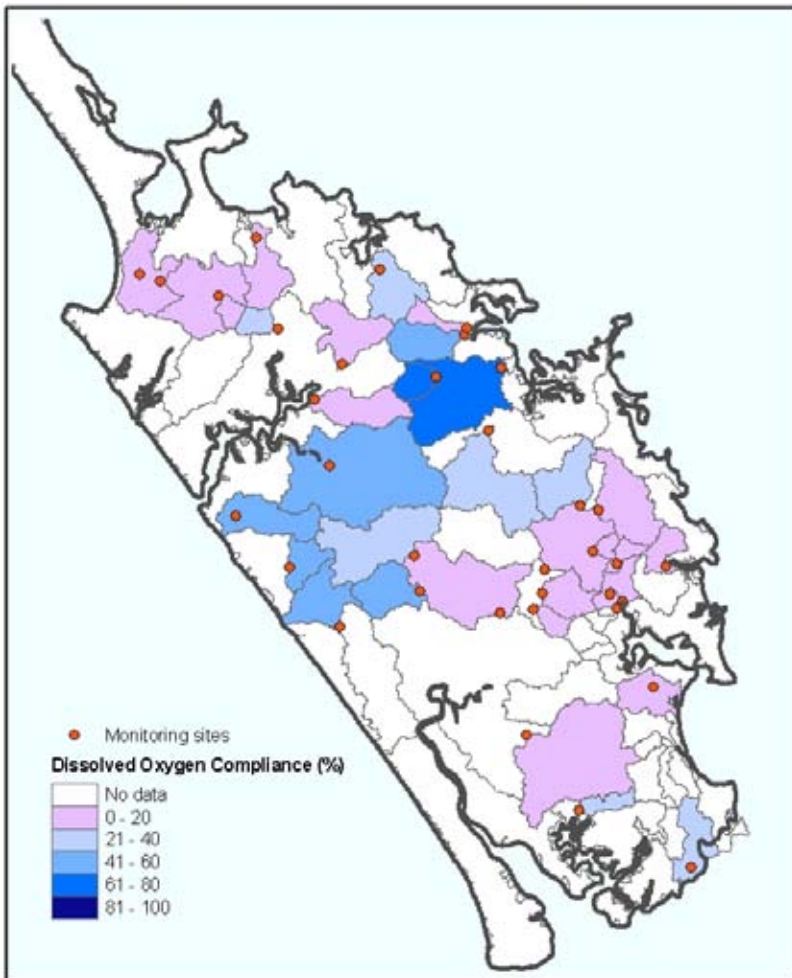 Monitoring sites
Dissolved Oxygen Compliance (%)
No data
0 - 20
21 - 40
41 - 60
61 - 80
81 - 100